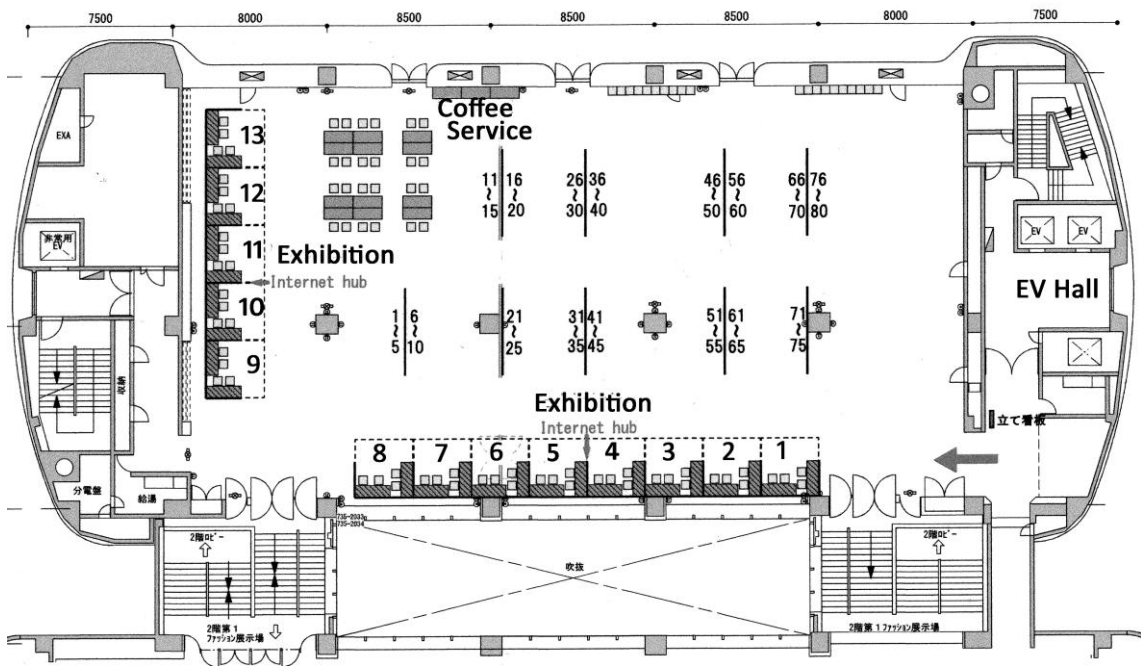 7500 8000 8500 8500 8500 8000 7500
EXA
Coffee
Service
13
12
11
10
9
Exhibition
Internet hub
11
~
15
16
~
20
26
~
30
36
~
40
46
~
50
56
~
60
66
~
70
76
~
80
1
~
5
6
~
10
21
~
25
31
~
35
41
~
45
51
~
55
61
~
65
71
~
75
非常用
EV
EV EV
EV Hall
収納
Exhibition
Internet hub
8 7 6 5 4 3 2 1
立て看板
分電盤
給湯
735-2033
735-2034
2階ロビー
吹抜
2階ロビー
2階第1
ファッション展示場
2階第1ファッション展示場